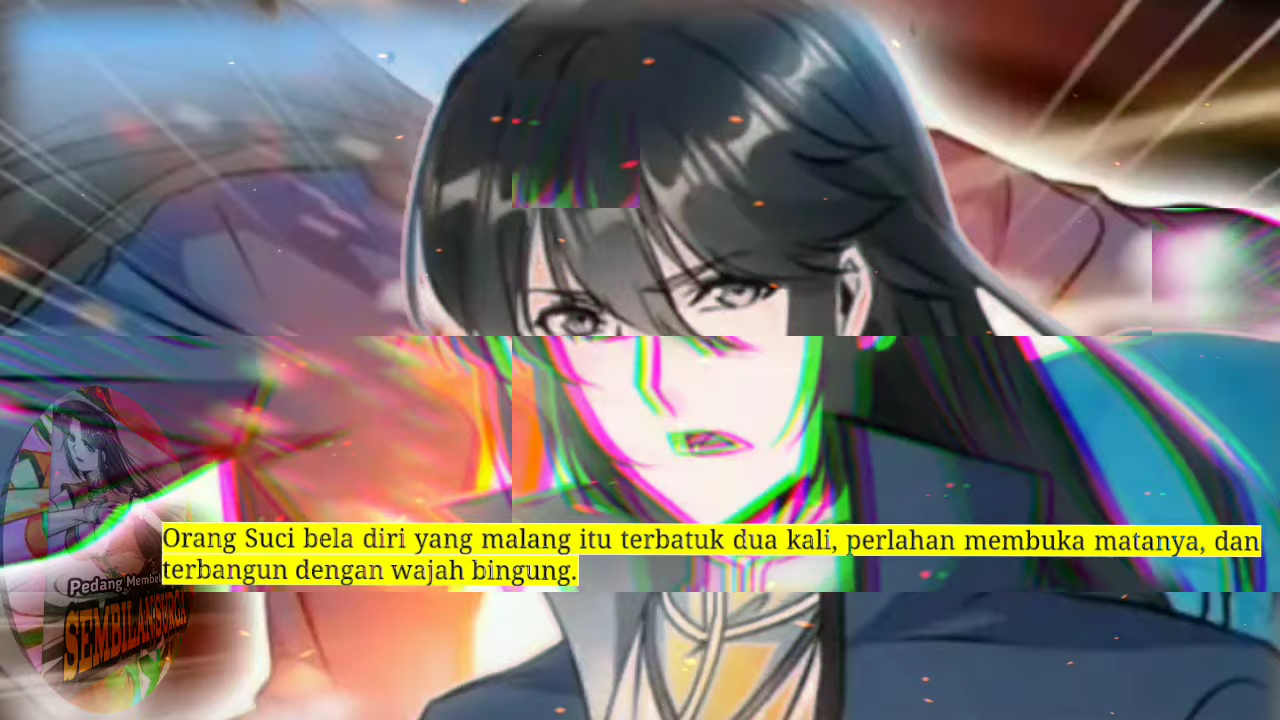 Orang Suci bela diri yang malang itu terbatuk dua kali, perlahan membuka matanya, dan
terbangun dengan wajah bingung.
Pedang Membelah
SEMBILAN SURGA